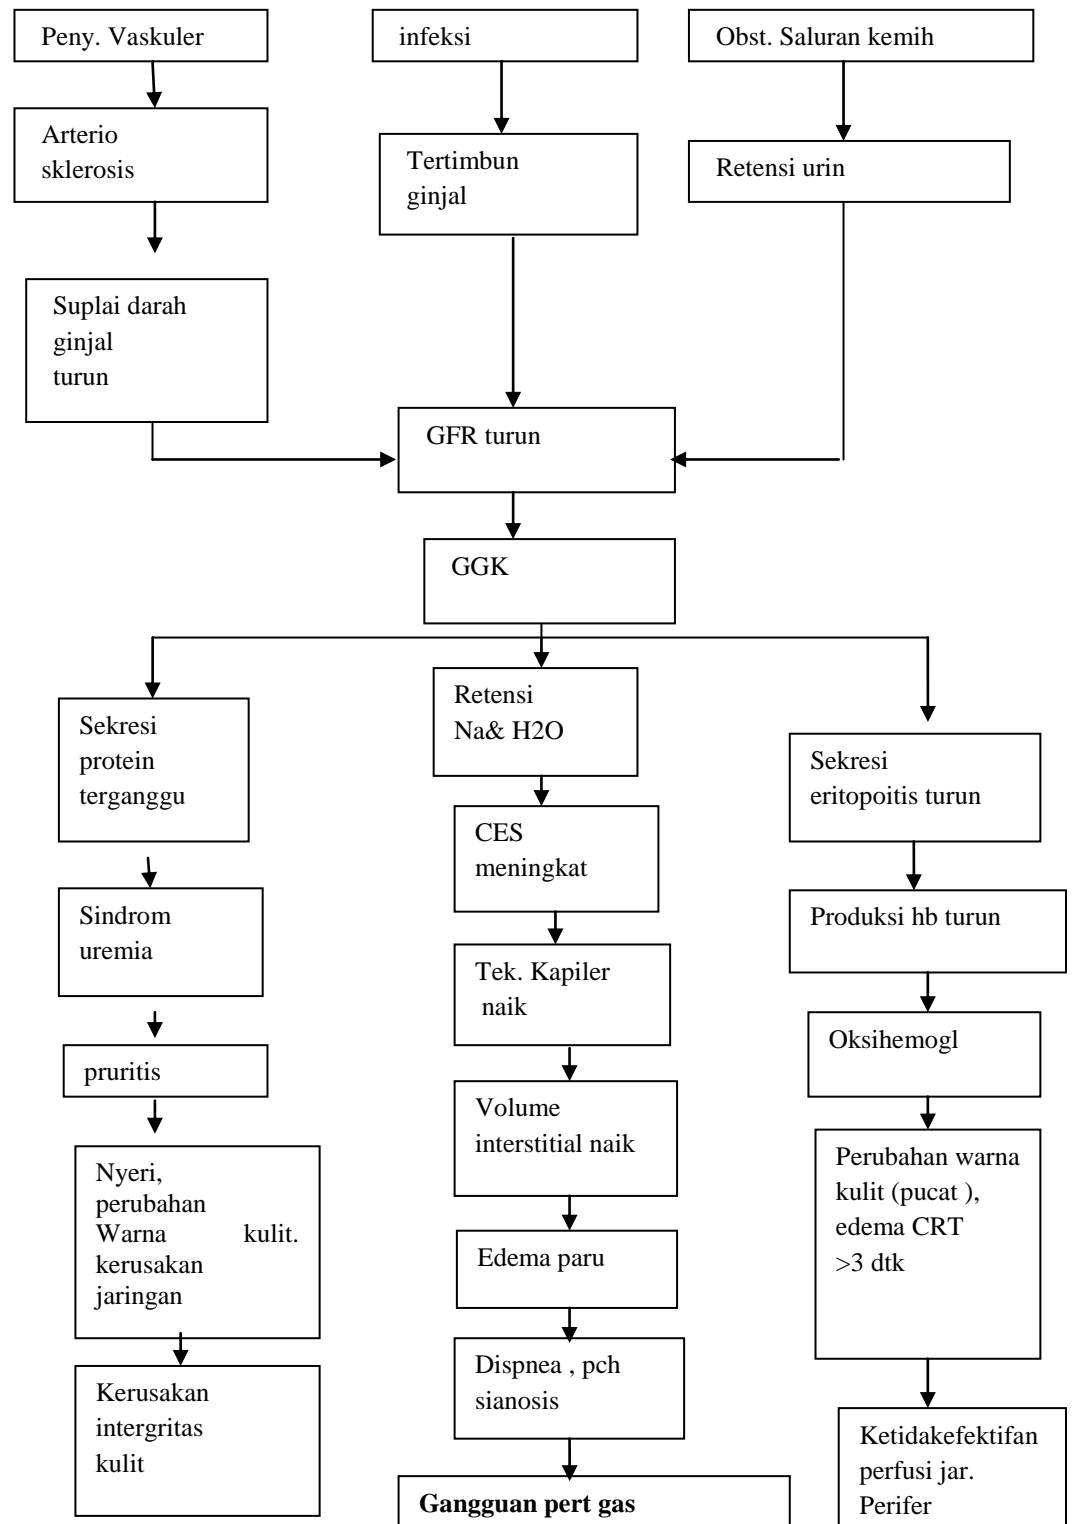 Peny. Vaskuler
infeksi
Obst. Saluran kemih
Arterio
sklerosis
Tertimbun
ginjal
Retensi urin
Suplai darah
ginjal
turun
GFR turun
GGK
Sekresi
protein
terganggu
Retensi
Na& H2O
Sekresi
eritopoitis turun
CES
meningkat
Sindrom
uremia
Produksi hb turun
Tek. Kapiler
naik
Oksihemogl
pruritis
Volume
interstitial naik
Nyeri,
perubahan
Warna kulit.
kerusakan
jaringan
Perubahan warna
kulit (pucat ),
edema CRT
>3 dtk
Edema paru
Dispnea , pch
sianosis
Kerusakan
intergritas
kulit
Ketidakefektifan
perfusi jar.
Perifer
Gangguan pert gas